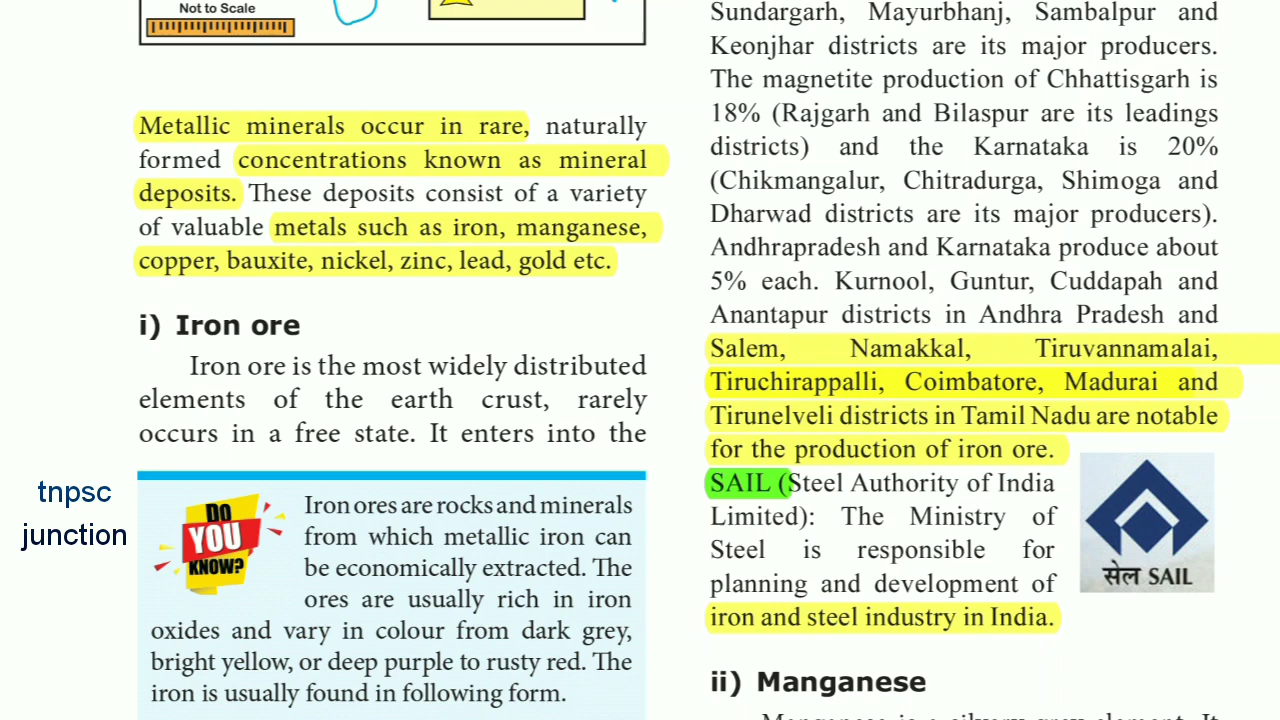 Not to Scale
Metallic minerals occur in rare, naturally
formed concentrations known as mineral
deposits. These deposits consist of a variety
of valuable metals such as iron, manganese,
copper, bauxite, nickel, zinc, lead, gold etc.
i) Iron ore
Iron ore is the most widely distributed
elements of the earth crust, rarely
occurs in a free state. It enters into the
tnpsc
junction
DO
YOU
KNOW?
Iron ores are rocks and minerals
from which metallic iron can
be economically extracted. The
ores are usually rich in iron
oxides and vary in colour from dark grey,
bright yellow, or deep purple to rusty red. The
iron is usually found in following form.
Sundargarh, Mayurbhanj, Sambalpur and
Keonjhar districts are its major producers.
The magnetite production of Chhattisgarh is
18% (Rajgarh and Bilaspur are its leadings
districts) and the Karnataka is 20%
(Chikmangalur, Chitradurga, Shimoga and
Dharwad districts are its major producers).
Andhrapradesh and Karnataka produce about
5% each. Kurnool, Guntur, Cuddapah and
Anantapur districts in Andhra Pradesh and
Salem, Namakkal, Tiruvannamalai,
Tiruchirappalli, Coimbatore, Madurai and
Tirunelveli districts in Tamil Nadu are notable
for the production of iron ore.
SAIL (Steel Authority of India
Limited): The Ministry of
Steel is responsible for
planning and development of
iron and steel industry in India.
सेल SAIL
ii) Manganese
Manganese is a silvery grey element. It